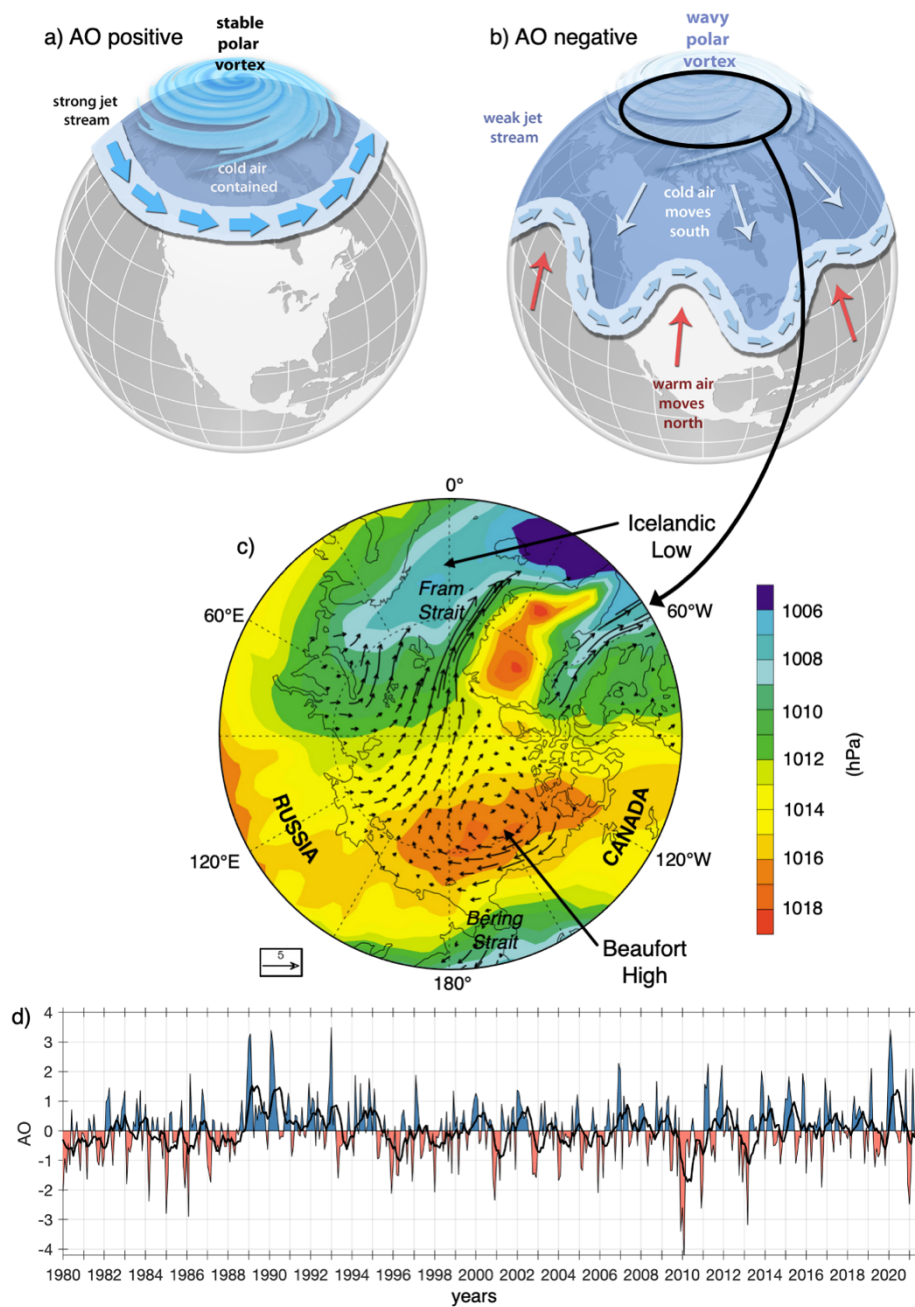 a) AO positive
stable
polar
vortex
strong jet
stream
cold air
contained
b) AO negative
wavy
polar
vortex
weak jet
stream
cold air
moves
south
warm air
moves
north
c)
0°
60°E
120°E
180°
120°W
60°W
Icelandic
Low
Fram
Strait
RUSSIA
CANADA
Bering
Strait
Beaufort
High
5
1006
1008
1010
1012
1014
1016
1018
(hPa)
d)
AO
4
3
2
1
0
-1
-2
-3
-4
1980 1982 1984 1986 1988 1990 1992 1994 1996 1998 2000 2002 2004 2006 2008 2010 2012 2014 2016 2018 2020
years